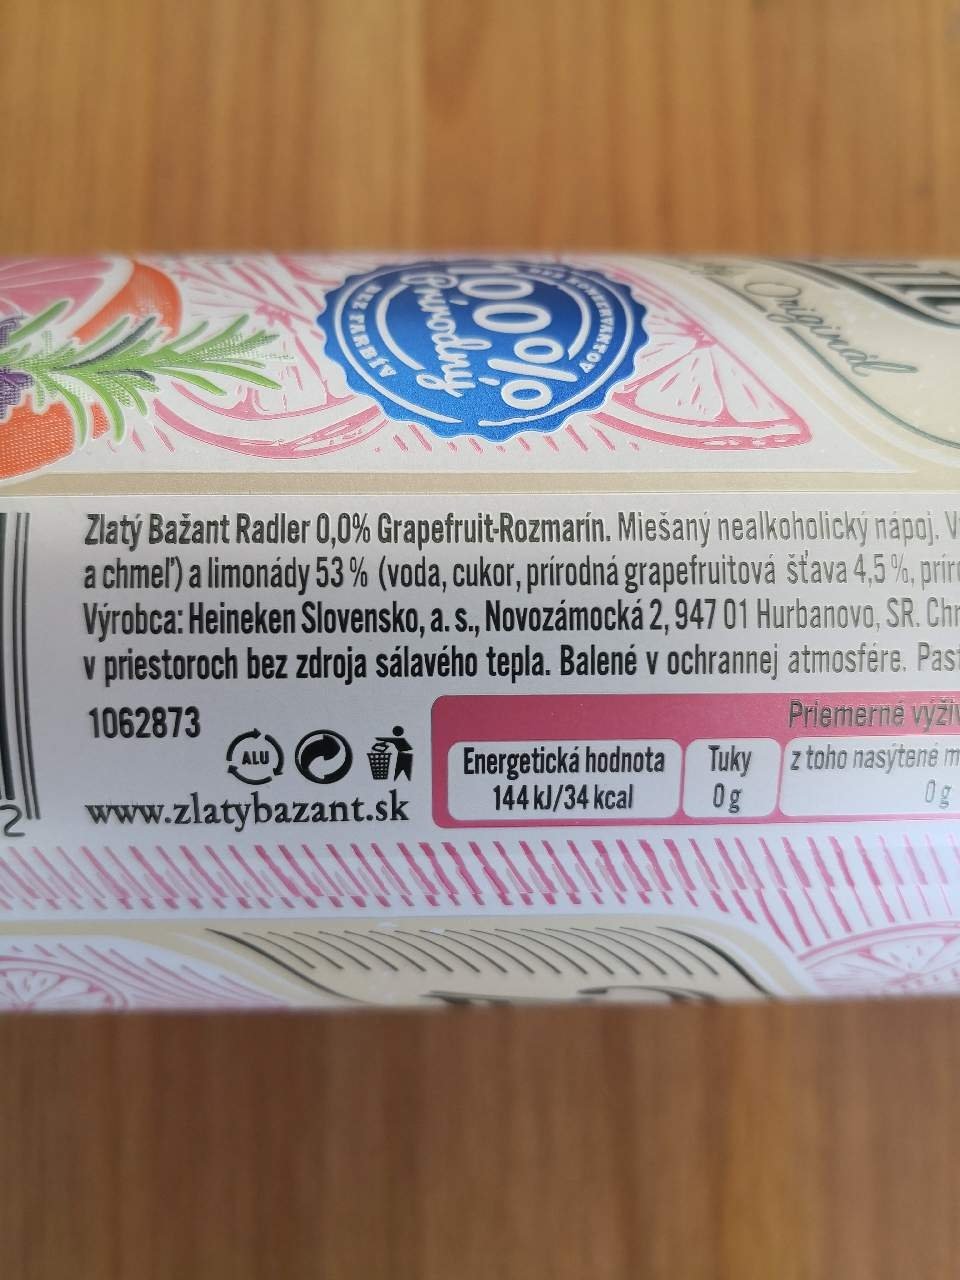 Original
100%
Prírodný
BEZ FARBÍV
A KONZERVANTOV
Zlatý Bažant Radler 0,0% Grapefruit-Rozmarín. Miešaný nealkoholický nápoj.
a chmeľ) a limonády 53 % (voda, cukor, prírodná grapefruitová šťava 4,5 %,
Výrobca: Heineken Slovensko, a. s., Novozámocká 2, 947 01 Hurbanovo, SR.
v priestoroch bez zdroja sálavého tepla. Balené v ochrannej atmosfére.
1062873
ALU
www.zlatybazant.sk
Priemerné
Energetická hodnota Tuky z toho nasýtené
144 kJ/34 kcal 0 g 0 g
2